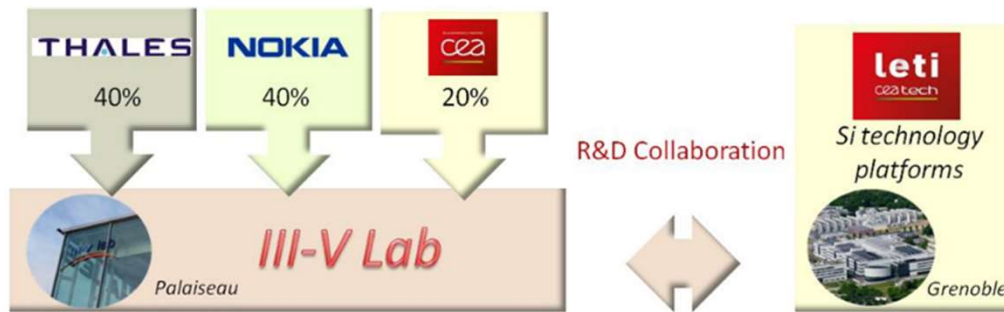 THALES
40%
NOKIA
40%
cea
20%
III-V Lab
Palaiseau
R&D Collaboration
leti
ceatech
Si technology
platforms
Grenoble